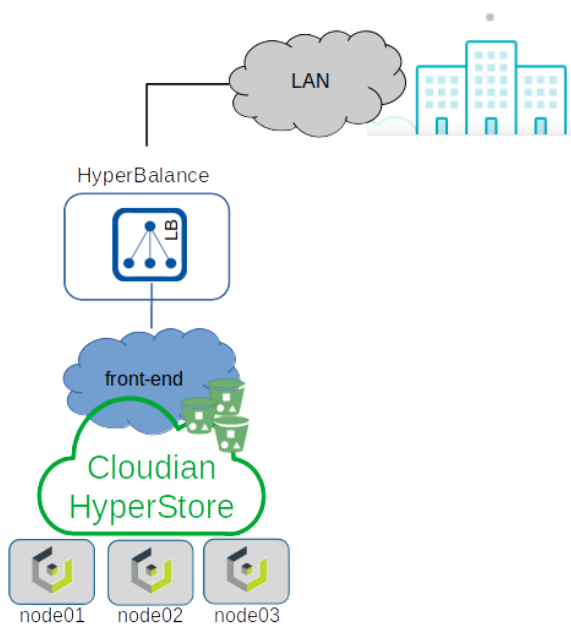 LAN
HyperBalance
LB
front-end
Cloudian
HyperStore
node01 node02 node03